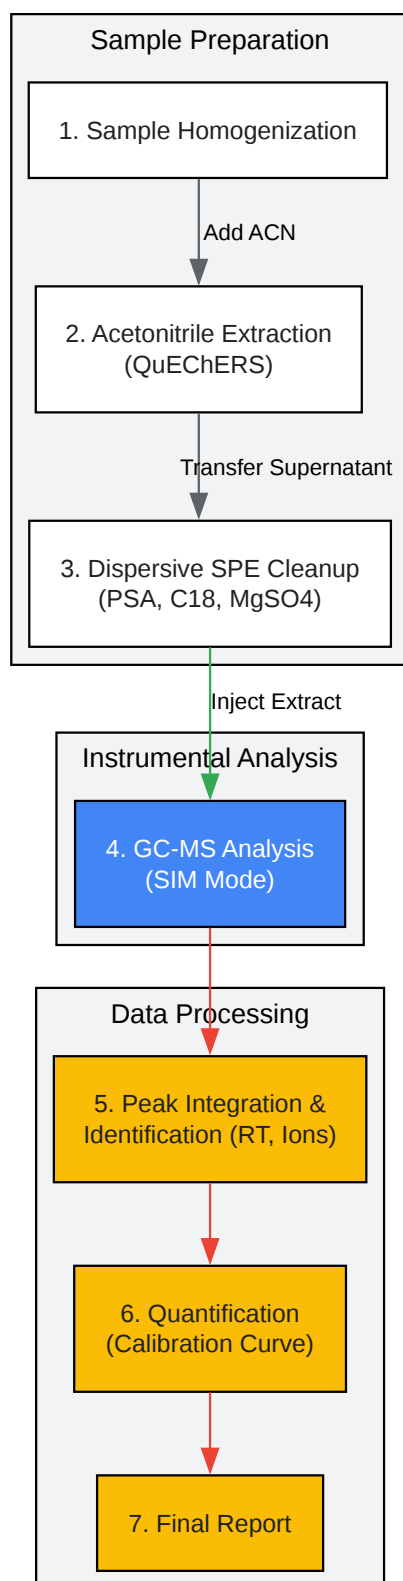 Sample Preparation
1. Sample Homogenization
Add ACN
2. Acetonitrile Extraction
(QuEChERS)
Transfer Supernatant
3. Dispersive SPE Cleanup
(PSA, C18, MgSO4)
Inject Extract
Instrumental Analysis
4. GC-MS Analysis
(SIM Mode)
Data Processing
5. Peak Integration &
Identification (RT, Ions)
6. Quantification
(Calibration Curve)
7. Final Report